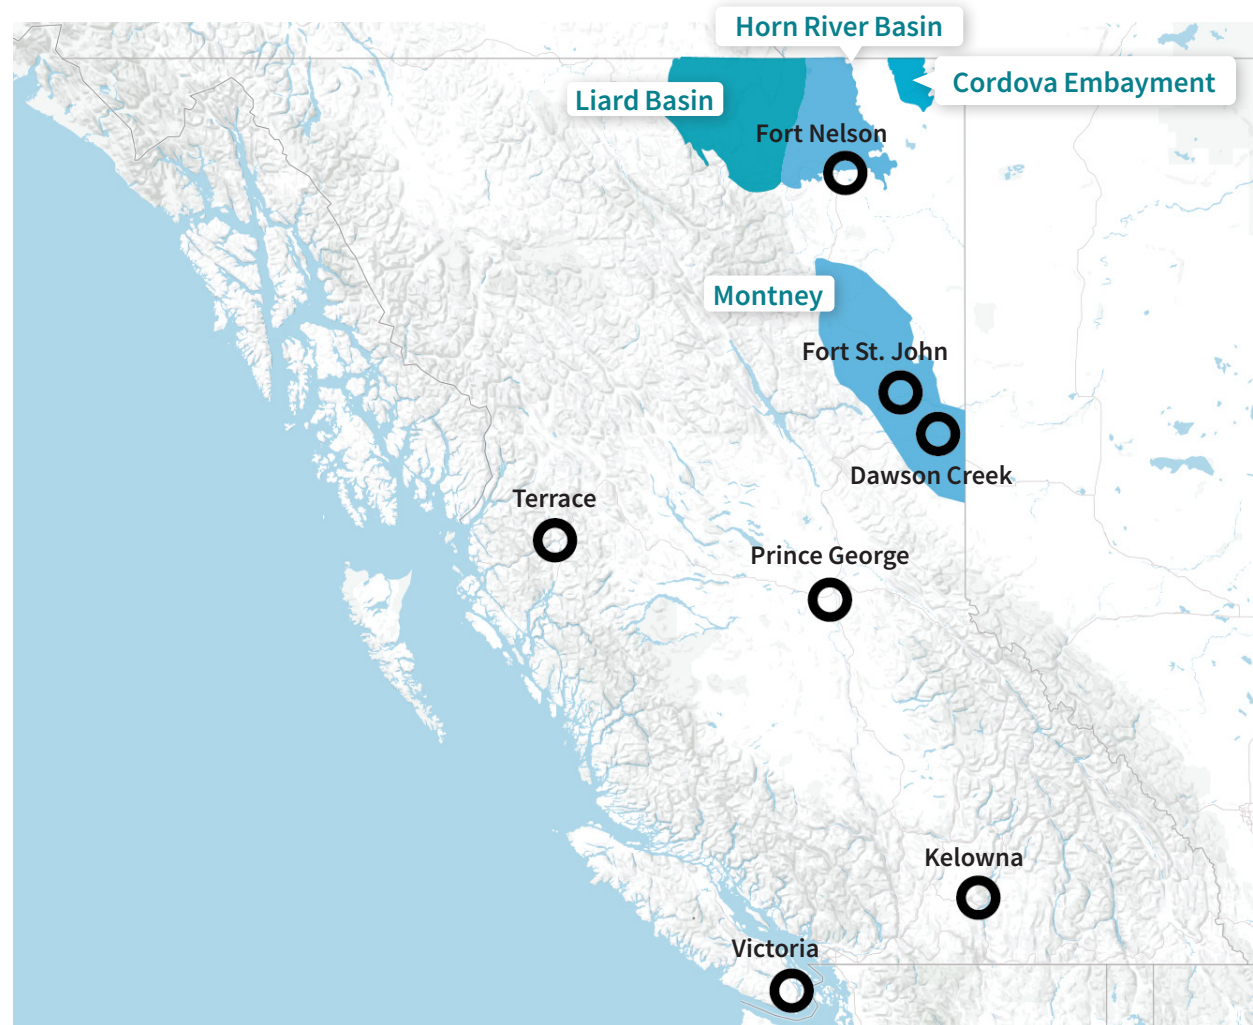 Horn River Basin
Cordova Embayment
Liard Basin
Fort Nelson
Montney
Fort St. John
Dawson Creek
Terrace
Prince George
Kelowna
Victoria